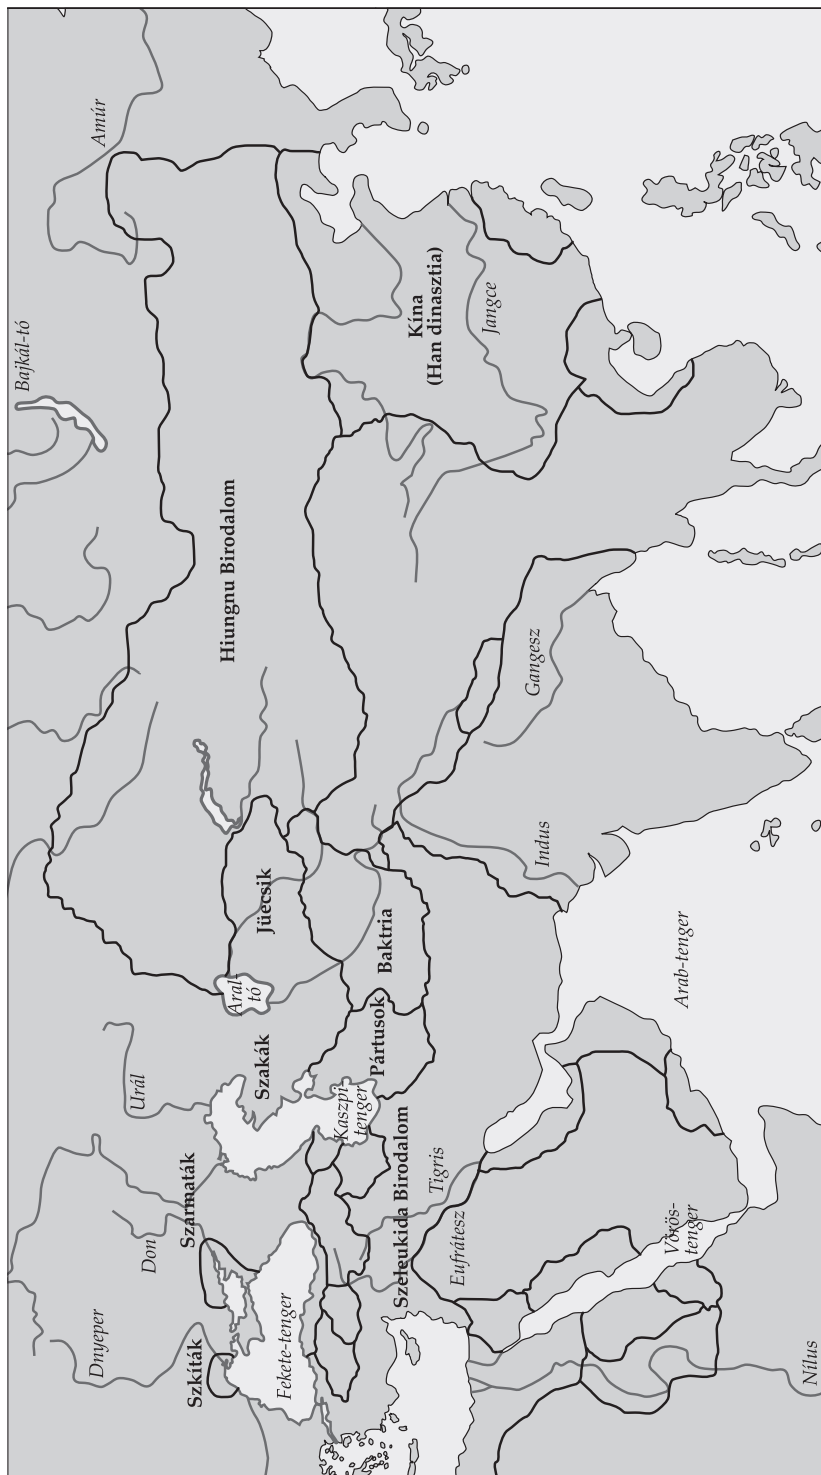 Amúr
Bajkál-tó
Kína
(Han dinasztia)
Jangce
Hiungnu Birodalom
Gangesz
Indus
Jüecsik
Baktria
Aral-
tó
Pártusok
Szakák
Urál
Kaszpi-
tenger
Arab-tenger
Szarmaták
Don
Tigris
Szeleukida Birodalom
Eufrátesz
Vörös-
tenger
Dnyeper
Szkíták
Fekete-tenger
Nílus